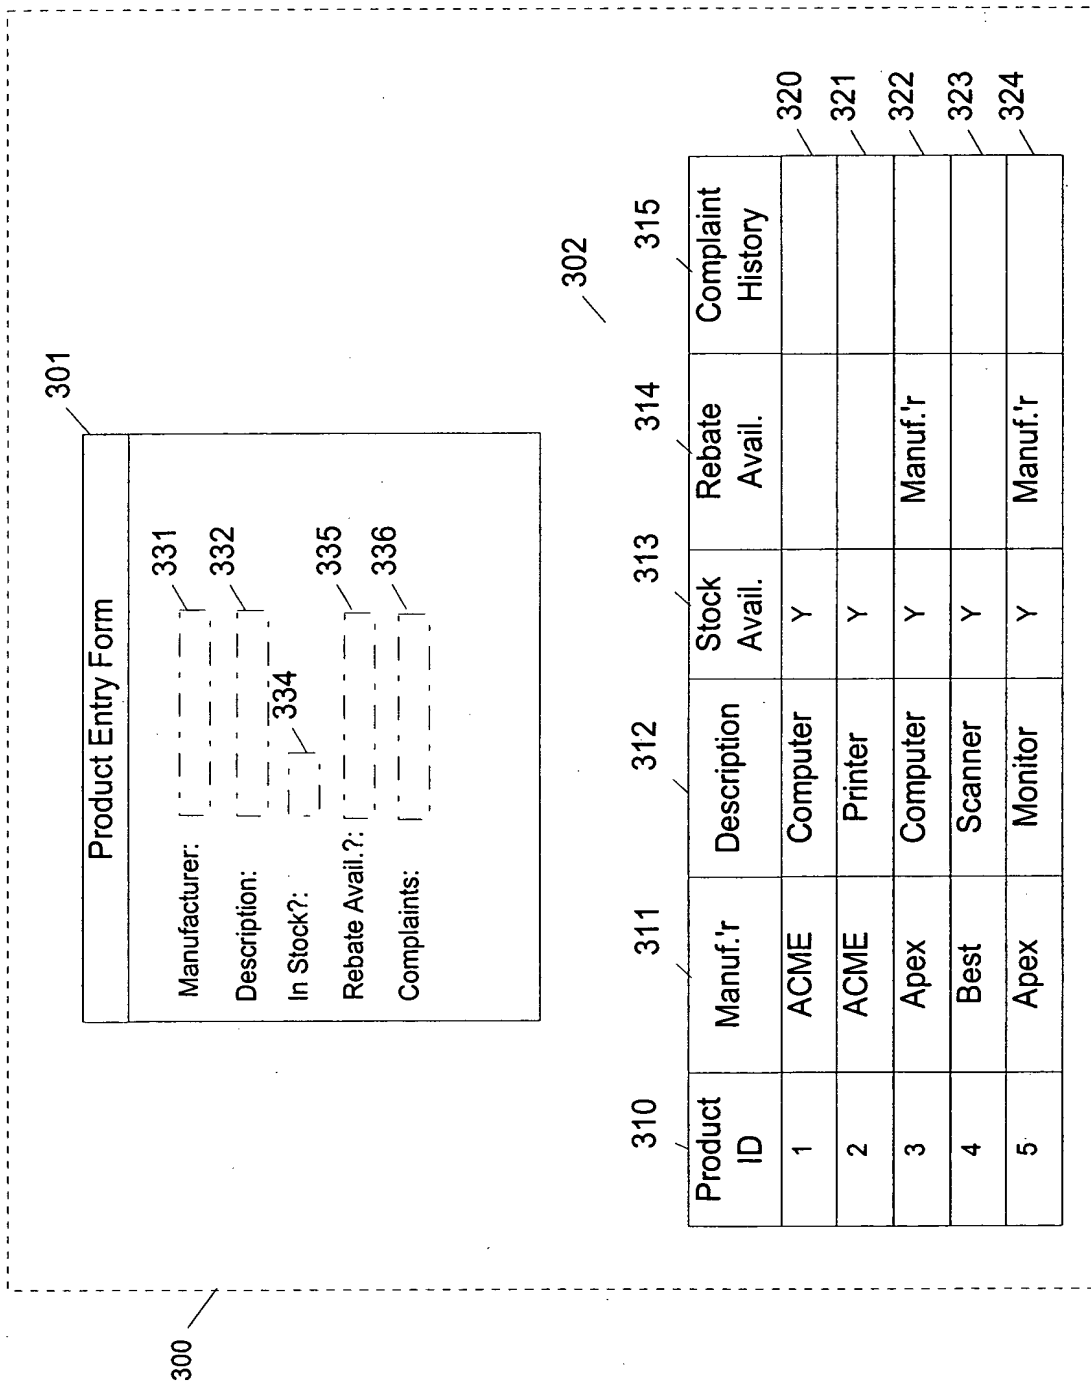 300
301
Product Entry Form
Manufacturer:
331
Description:
332
In Stock?:
334
Rebate Avail.?:
335
Complaints:
336
302
310
311
312
313
314
315
Product ID
Manuf.'r
Description
Stock Avail.
Rebate Avail.
Complaint History
1 ACME Computer Y 320
2 ACME Printer Y 321
3 Apex Computer Y Manuf.'r 322
4 Best Scanner Y 323
5 Apex Monitor Y Manuf.'r 324